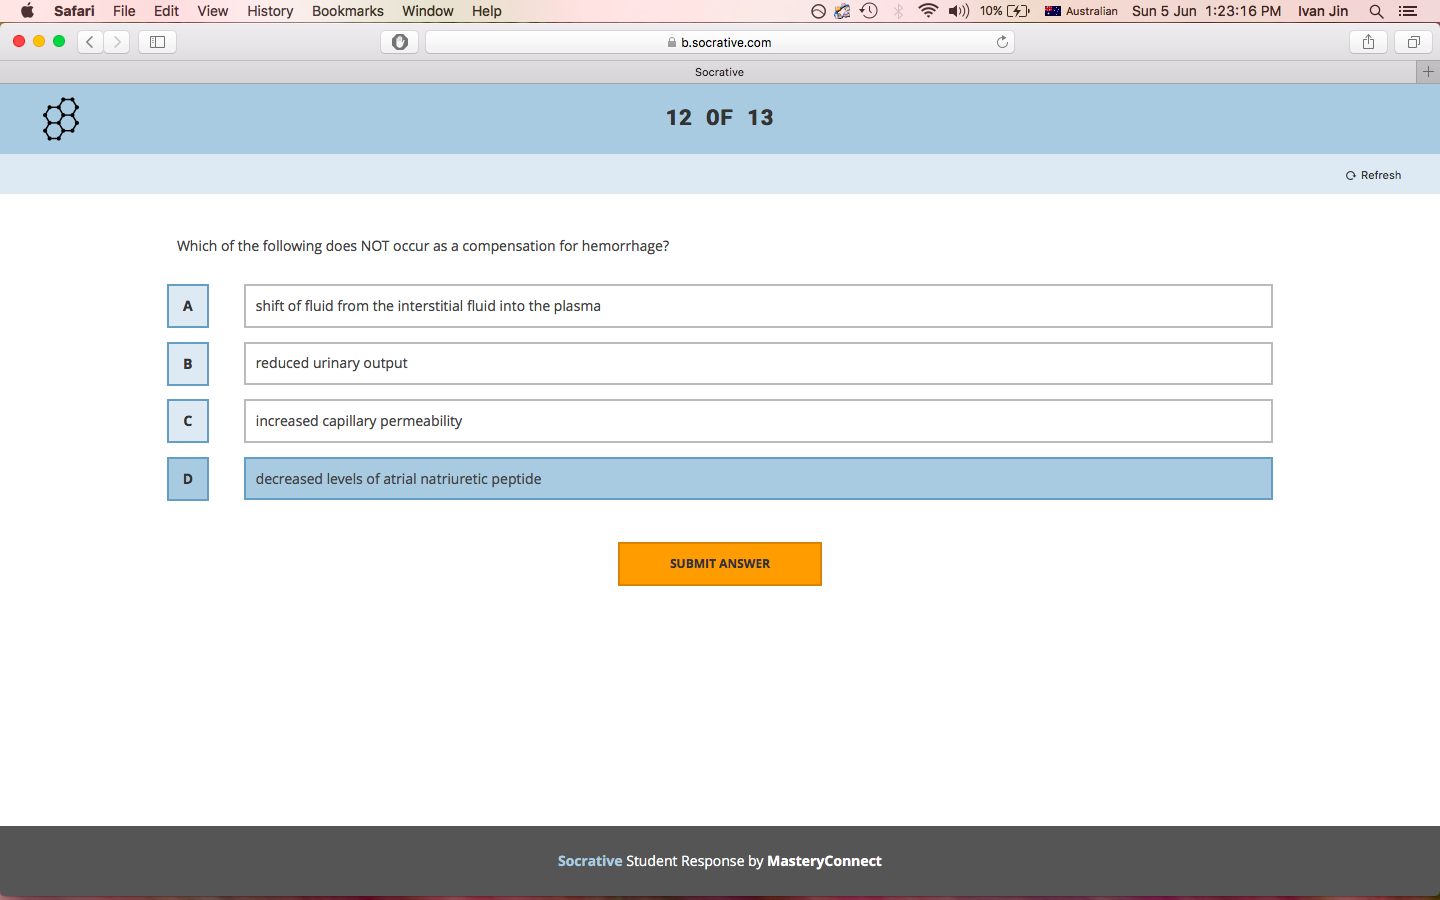 Safari File Edit View History Bookmarks Window Help 10% Australian Sun 5 Jun 1:23:16 PM Ivan Jin
b.socrative.com
Socrative
12 OF 13
Refresh
Which of the following does NOT occur as a compensation for hemorrhage?
A shift of fluid from the interstitial fluid into the plasma
B reduced urinary output
C increased capillary permeability
D decreased levels of atrial natriuretic peptide
SUBMIT ANSWER
Socrative Student Response by MasteryConnect